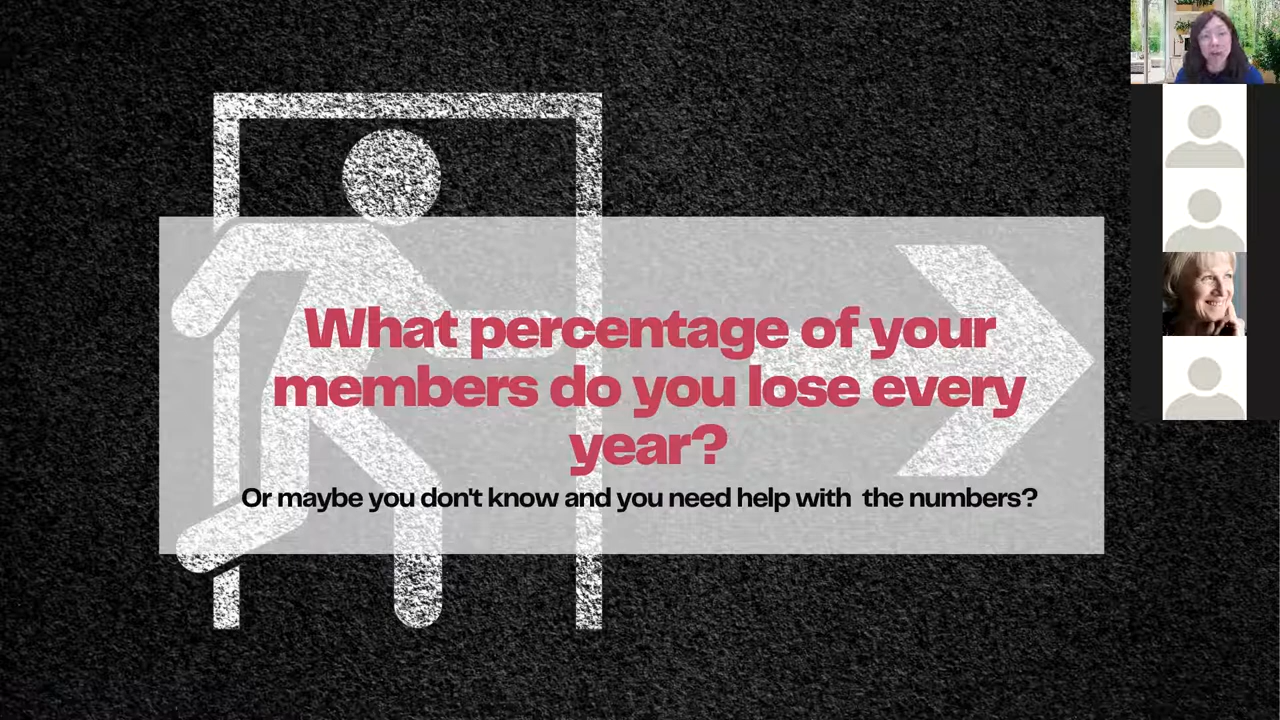 What percentage of your
members do you lose every
year?
Or maybe you don't know and you need help with  the numbers?